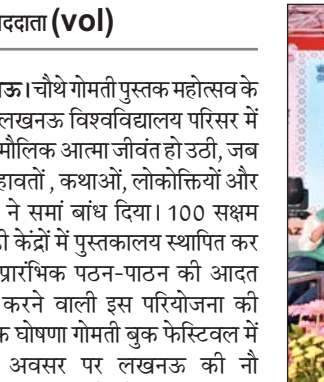 ाददाता (vol)
ऊ। चौथे गोमती पुस्तक महोत्सव के
लखनऊ विश्वविद्यालय परिसर में
मौलिक आत्मा जीवंत हो उठी, जब
हावतों , कथाओं, लोकोक्तियों और
ने समां बांध दिया। 100 सक्षम
ी केंद्रों में पुस्तकालय स्थापित कर
प्रारंभिक पठन-पाठन की आदत
करने वाली इस परियोजना की
क घोषणा गोमती बुक फेस्टिवल में
अवसर पर लखनऊ की नौ